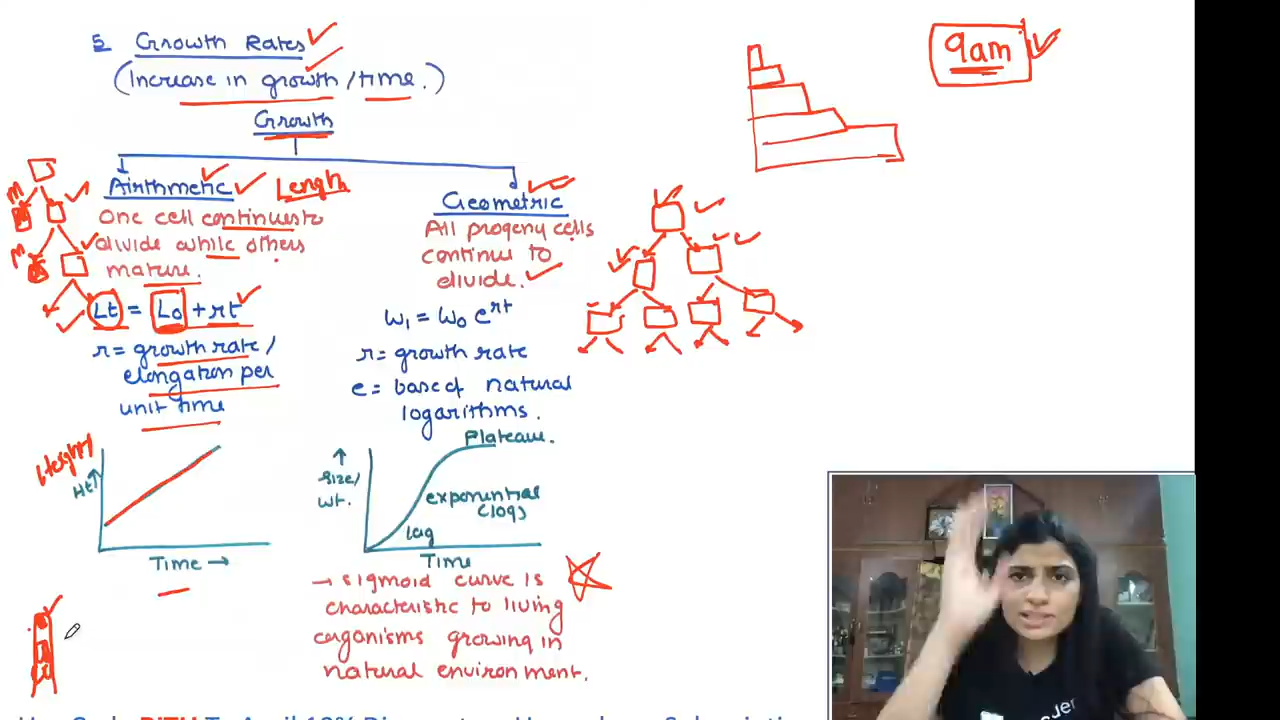 5 Growth Rates
(Increase in growth / time.)
9am
Growth
Airthmetic
Length
One cell continues to
divide while others
mature.
Lt = L0 + rt
r = growth rate /
elongation per
unit time
M
M
Geometric
All progeny cells
continue to
divide.
W1 = W0 e^rt
r = growth rate
e = base of natural
logarithms.
Height
Ht
Time →
Size/
wt.
Plateau.
exponential
(log)
lag
Time
→ sigmoid curve is
characteristic to living
organisms growing in
natural environment.